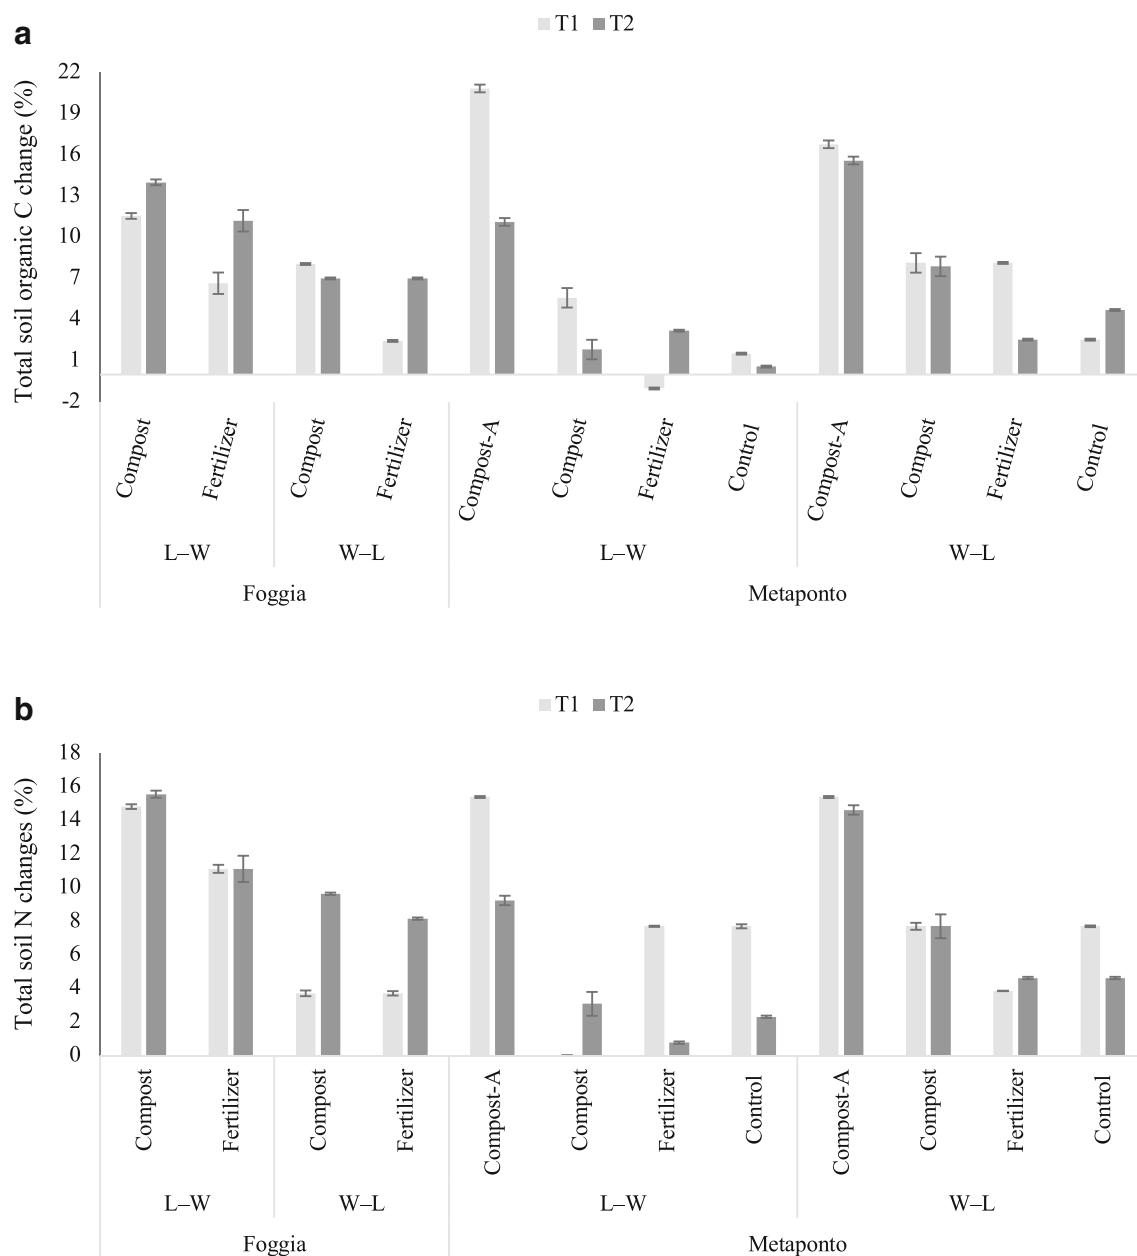 a
T1 T2
Total soil organic C change (%)
22
19
16
13
10
7
4
1
-2
Compost Fertilizer Compost Fertilizer Compost-A Compost Fertilizer Control Compost-A Compost Fertilizer Control
L–W W–L L–W W–L
Foggia Metaponto
b
T1 T2
Total soil N changes (%)
18
16
14
12
10
8
6
4
2
0
Compost Fertilizer Compost Fertilizer Compost-A Compost Fertilizer Control Compost-A Compost Fertilizer Control
L–W W–L L–W W–L
Foggia Metaponto